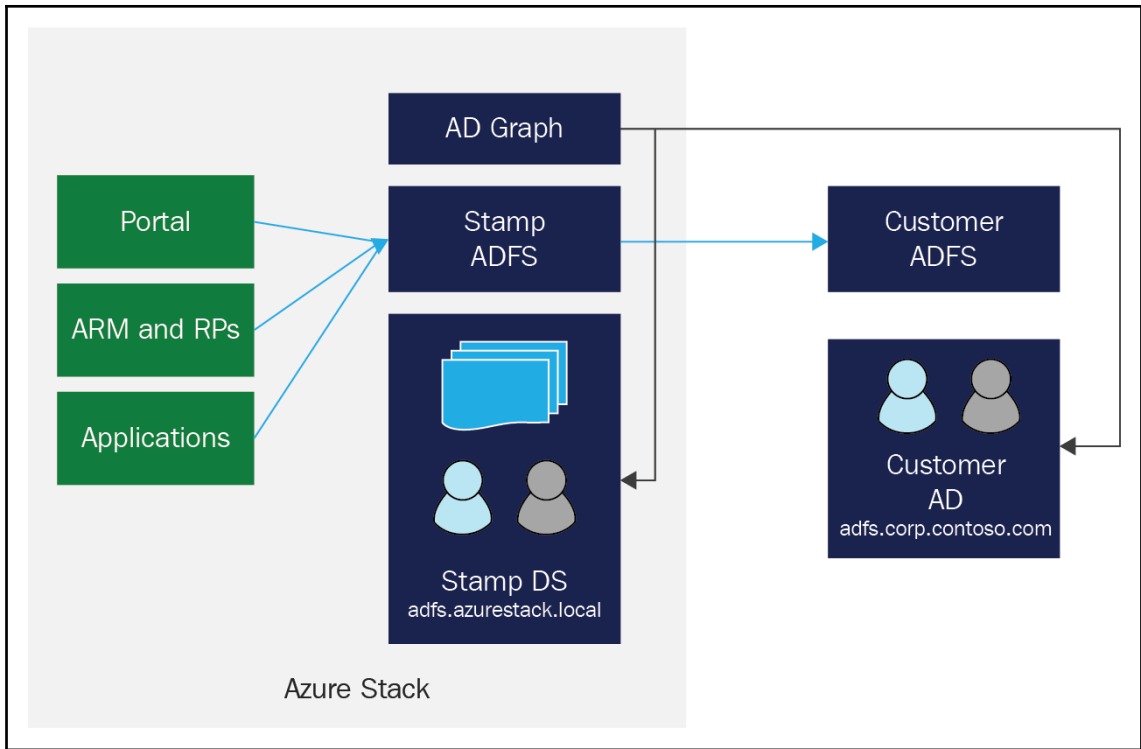 AD Graph
Portal
Stamp
ADFS
Customer
ADFS
ARM and RPs
Applications
Customer
AD
adfs.corp.contoso.com
Stamp DS
adfs.azurestack.local
Azure Stack